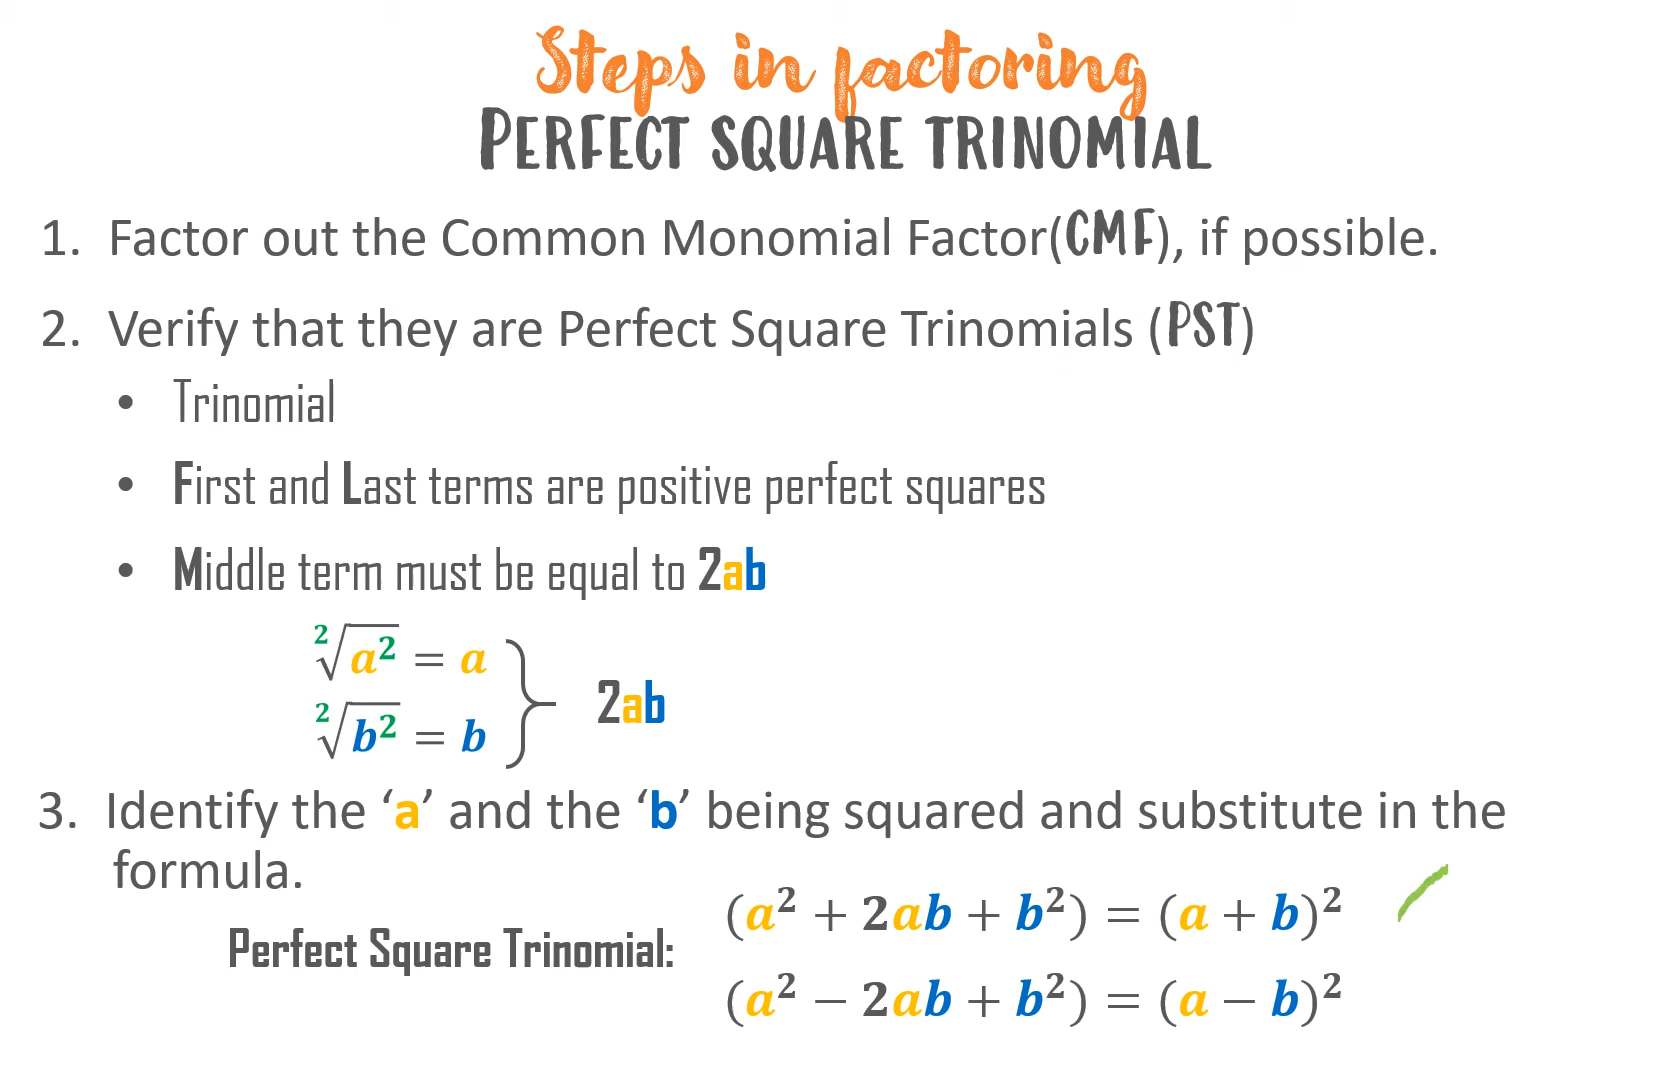 Steps in factoring
PERFECT SQUARE TRINOMIAL
1. Factor out the Common Monomial Factor(CMF), if possible.
2. Verify that they are Perfect Square Trinomials (PST)
• Trinomial
• First and Last terms are positive perfect squares
• Middle term must be equal to 2ab
²√a² = a
2ab
²√b² = b
3. Identify the ‘a’ and the ‘b’ being squared and substitute in the
formula.
(a² + 2ab + b²) = (a + b)²
Perfect Square Trinomial:
(a² − 2ab + b²) = (a − b)²